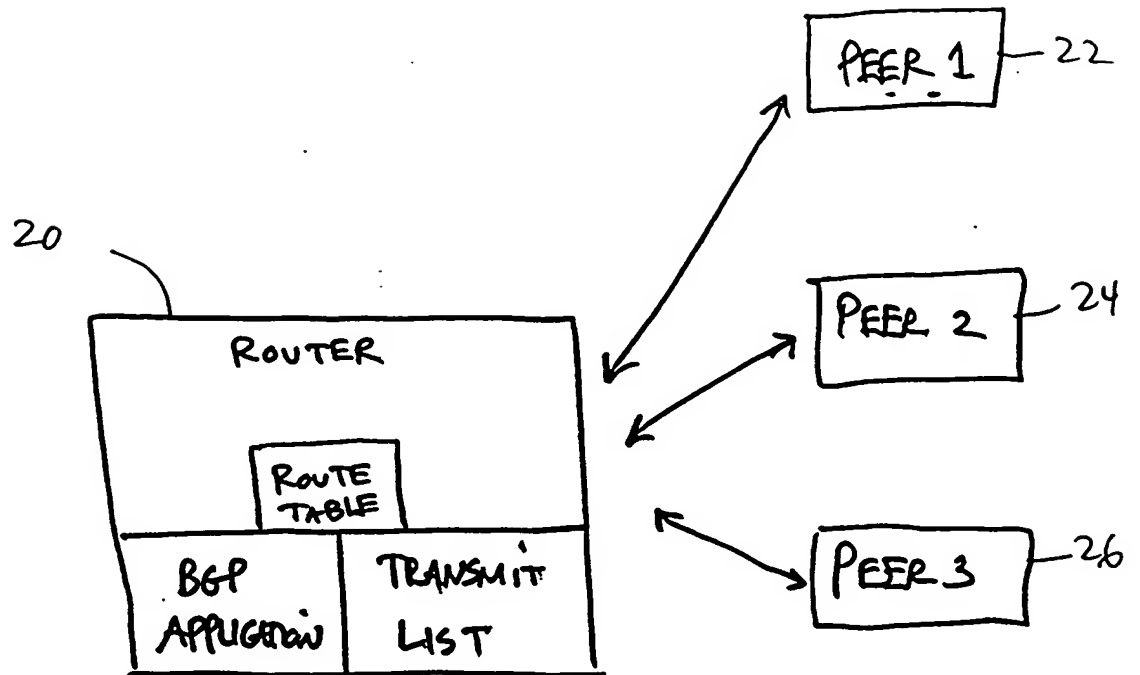 PEER 1
22
20
ROUTER
PEER 2
24
ROUTE
TABLE
BGP
APPLICATION
TRANSMIT
LIST
PEER 3
26